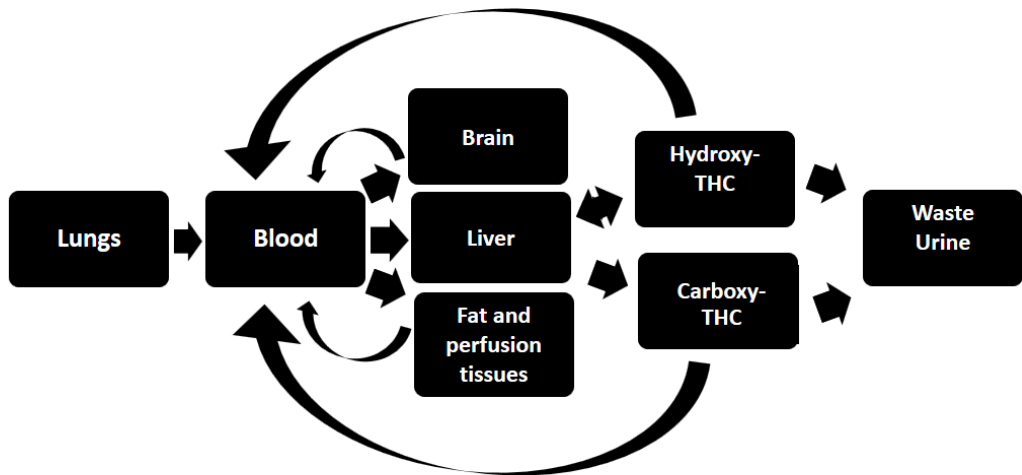 Lungs
Blood
Brain
Liver
Fat and
perfusion
tissues
Hydroxy-
THC
Carboxy-
THC
Waste
Urine